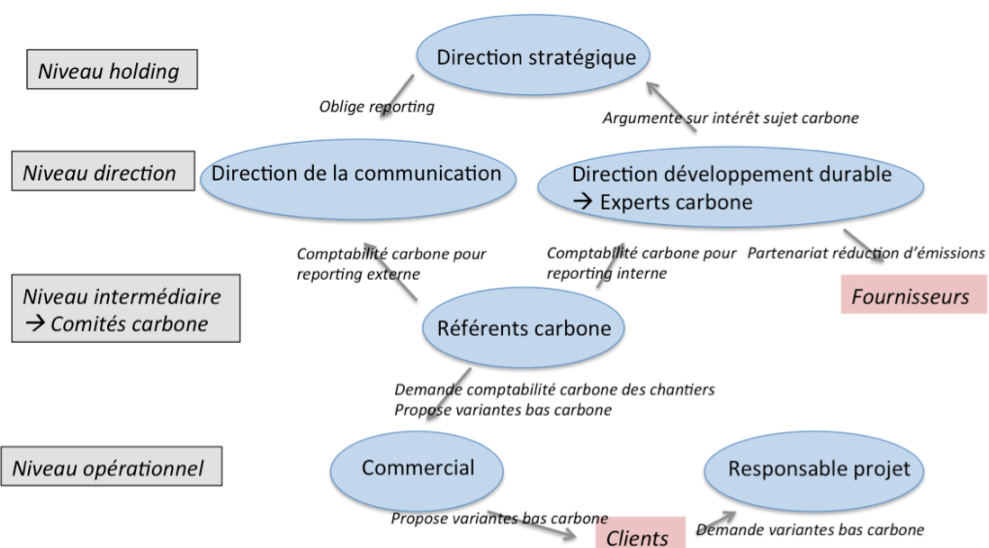 Direction stratégique
Niveau holding
Oblige reporting
Argumente sur intérêt sujet carbone
Niveau direction
Direction de la communication
Direction développement durable
→ Experts carbone
Comptabilité carbone pour
reporting externe
Comptabilité carbone pour
reporting interne
Partenariat réduction d’émissions
Niveau intermédiaire
→ Comités carbone
Fournisseurs
Référents carbone
Demande comptabilité carbone des chantiers
Propose variantes bas carbone
Niveau opérationnel
Commercial
Responsable projet
Propose variantes bas carbone
Clients
Demande variantes bas carbone